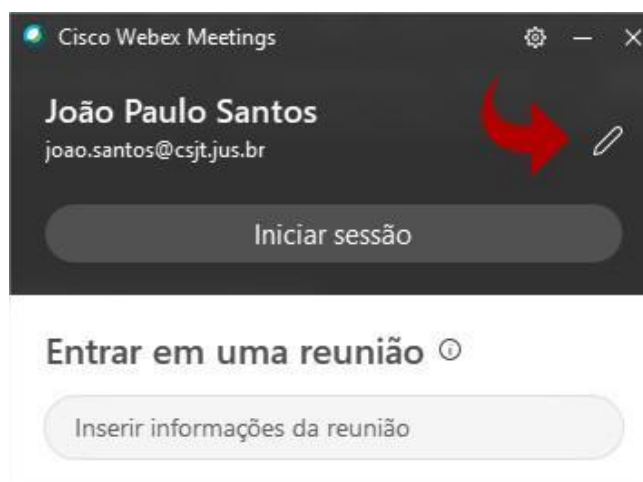 Cisco Webex Meetings
João Paulo Santos
joao.santos@csjt.jus.br
Iniciar sessão
Entrar em uma reunião
Inserir informações da reunião